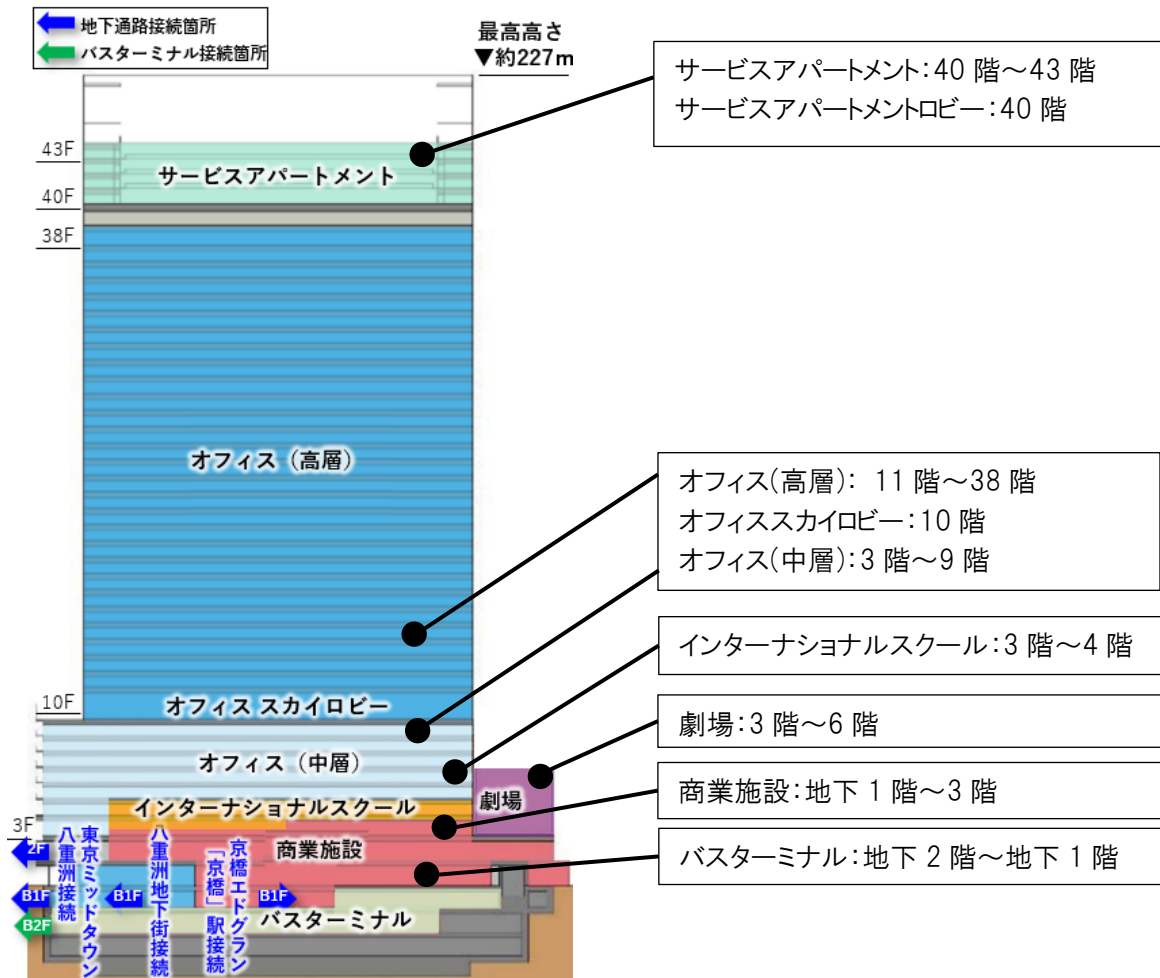 地下通路接続箇所
バスターミナル接続箇所
最高高さ
▼約227m
サービスアパートメント:40 階～43 階
サービスアパートメントロビー:40 階
43F
サービスアパートメント
40F
38F
オフィス（高層）
オフィス(高層): 11 階～38 階
オフィススカイロビー:10 階
オフィス(中層):3 階～9 階
インターナショナルスクール:3 階～4 階
10F
オフィス スカイロビー
劇場:3 階～6 階
オフィス（中層）
商業施設:地下 1 階～3 階
インターナショナルスクール
劇場
3F
商業施設
バスターミナル:地下 2 階～地下 1 階
2F
B1F
B2F
東京ミッドタウン
八重洲接続
B1F
八重洲地下街接続
京橋エドグラン
「京橋」駅接続
B1F
バスターミナル